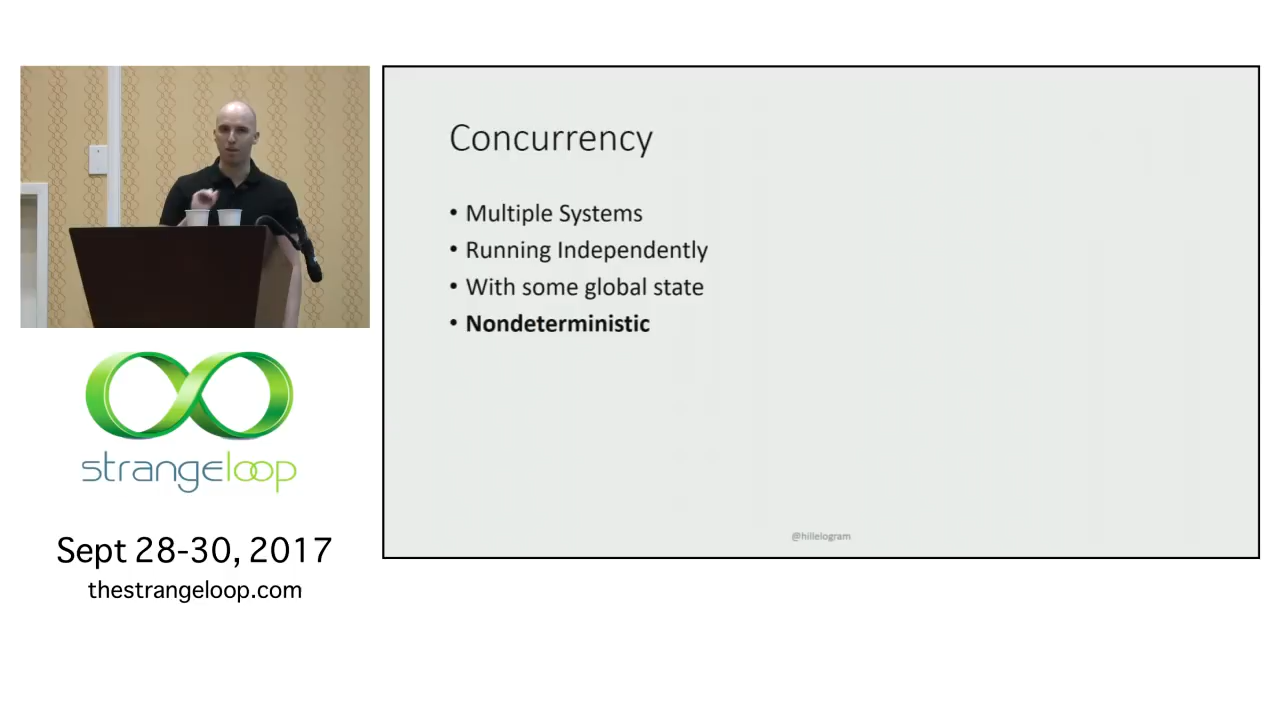 Concurrency
• Multiple Systems
• Running Independently
• With some global state
• Nondeterministic
@hillelogram
strangeloop
Sept 28-30, 2017
thestrangeloop.com